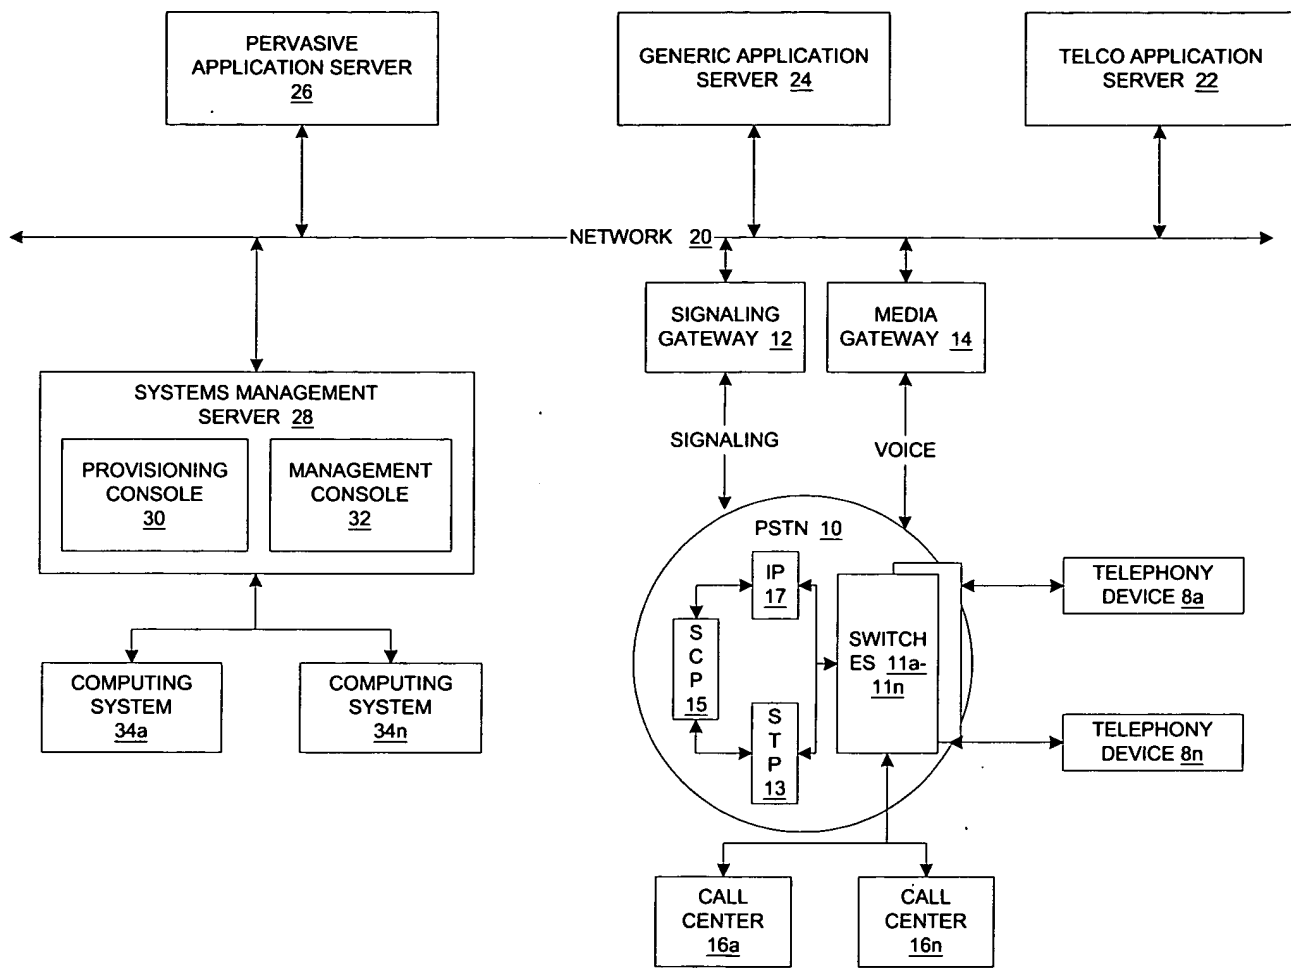 PERVASIVE
APPLICATION SERVER
26
GENERIC APPLICATION
SERVER 24
TELCO APPLICATION
SERVER 22
NETWORK 20
SIGNALING
GATEWAY 12
MEDIA
GATEWAY 14
SYSTEMS MANAGEMENT
SERVER 28
PROVISIONING
CONSOLE
30
MANAGEMENT
CONSOLE
32
SIGNALING
VOICE
PSTN 10
IP
17
S
C
P
15
S
T
P
13
SWITCH
ES 11a-
11n
TELEPHONY
DEVICE 8a
TELEPHONY
DEVICE 8n
COMPUTING
SYSTEM
34a
COMPUTING
SYSTEM
34n
CALL
CENTER
16a
CALL
CENTER
16n